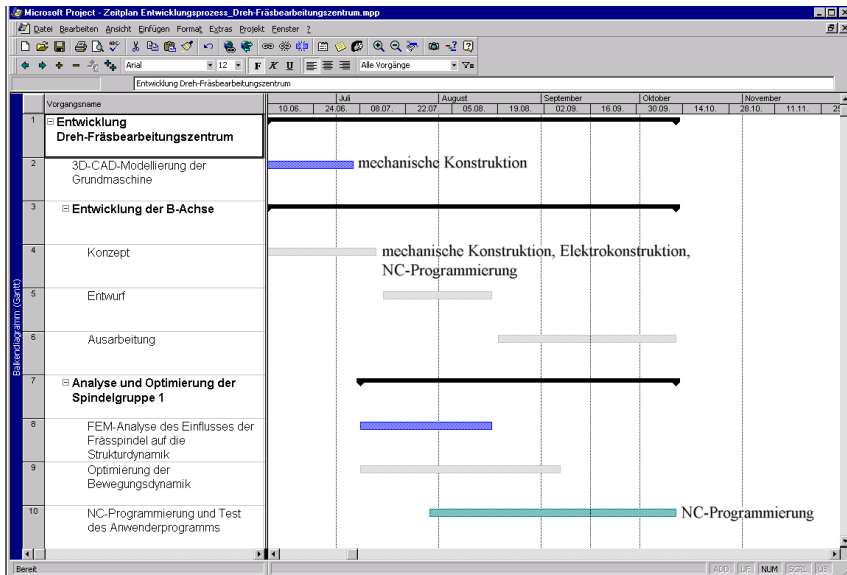 Microsoft Project - Zeitplan Entwicklungsprozess_Dreh-Fräsbearbeitungszentrum.mpp
Datei Bearbeiten Ansicht Einfügen Format Extras Projekt Fenster ?
Arial 12 F K U Alle Vorgänge
Entwicklung Dreh-Fräsbearbeitungszentrum
Vorgangsname
Juli August September Oktober November
10.06. 24.06. 08.07. 22.07. 05.08. 19.08. 02.09. 16.09. 30.09. 14.10. 28.10. 11.11. 25
1 Entwicklung
Dreh-Fräsbearbeitungszentrum
2 3D-CAD-Modellierung der
Grundmaschine
mechanische Konstruktion
3 Entwicklung der B-Achse
4 Konzept
mechanische Konstruktion, Elektrokonstruktion,
NC-Programmierung
5 Entwurf
6 Ausarbeitung
7 Analyse und Optimierung der
Spindelgruppe 1
8 FEM-Analyse des Einflusses der
Frässpindel auf die
Strukturdynamik
9 Optimierung der
Bewegungsdynamik
10 NC-Programmierung und Test
des Anwenderprogramms
NC-Programmierung
Balkendiagramm (Gantt)
Bereit
ADD UF NUM SCRL ÜB